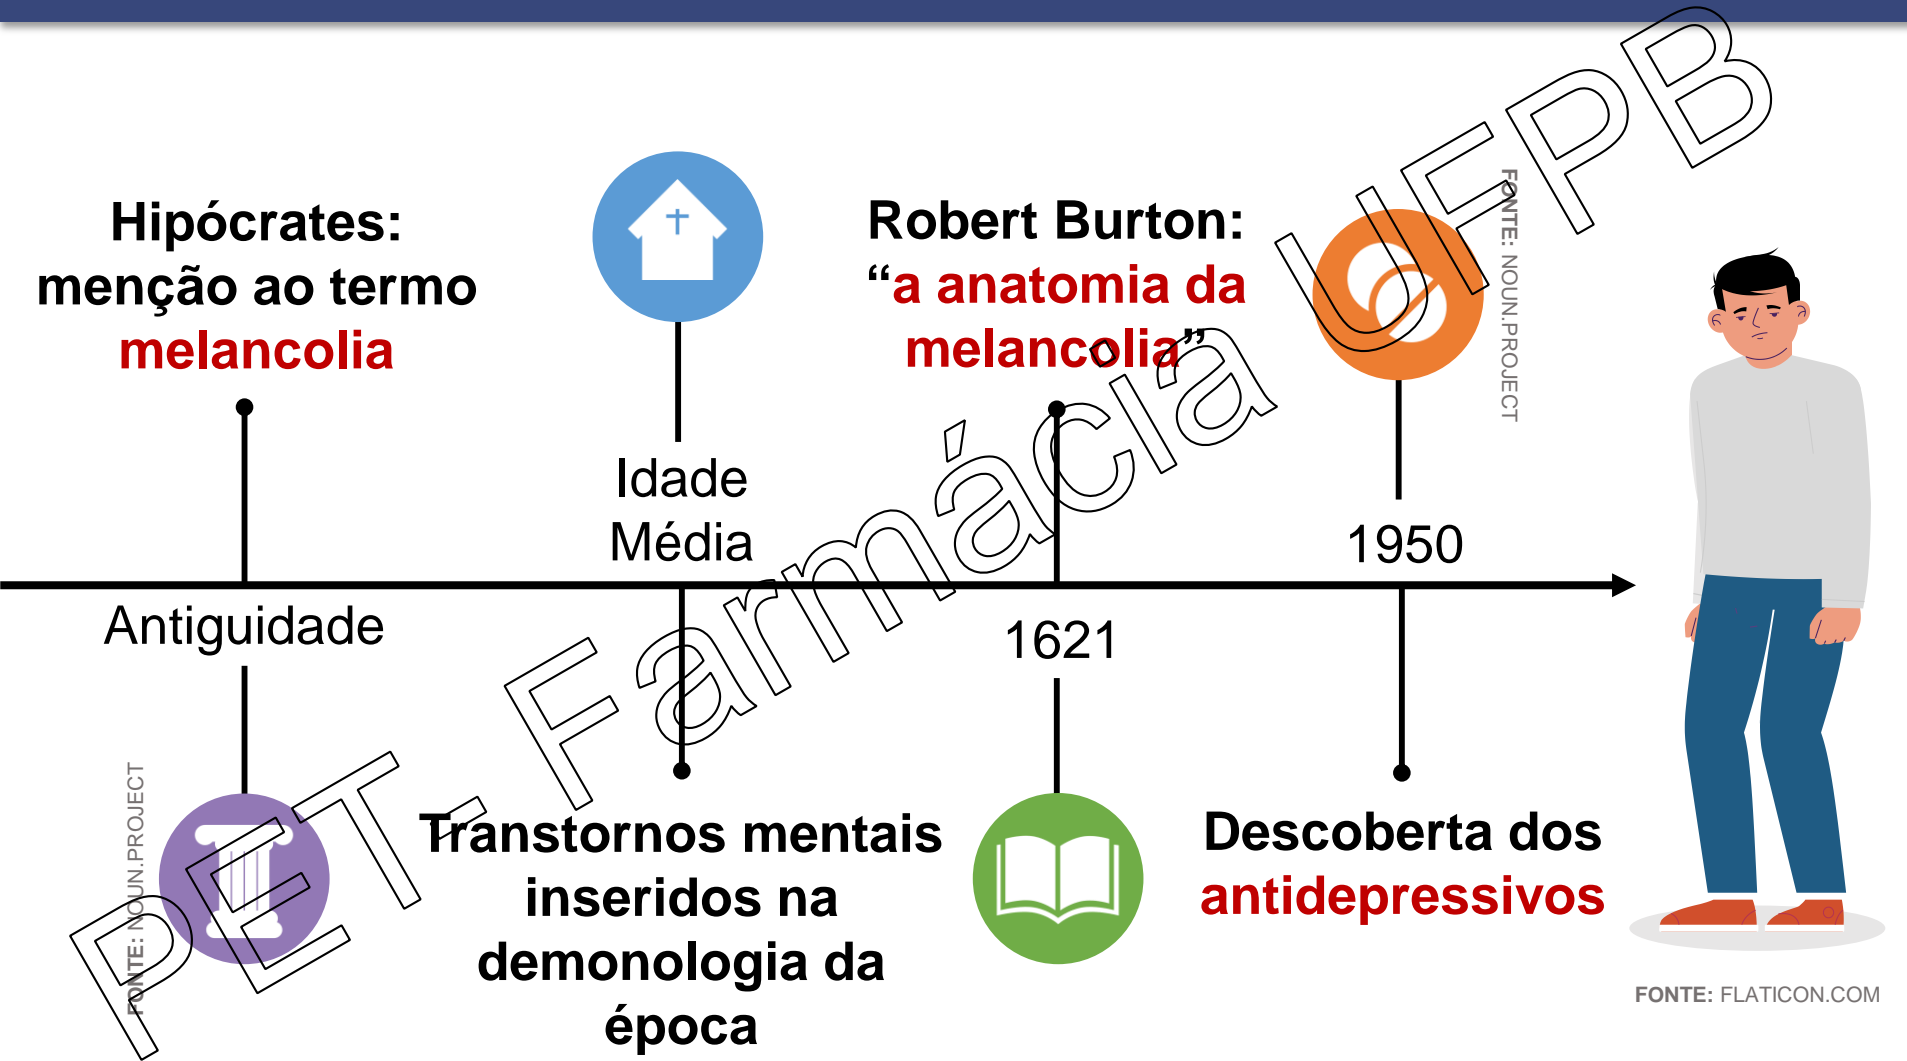 Hipócrates:
menção ao termo
melancolia
Antiguidade
FONTE: NOUN.PROJECT
Idade
Média
Transtornos mentais
inseridos na
demonologia da
época
Robert Burton:
“a anatomia da
melancolia”
1621
FONTE: NOUN.PROJECT
1950
Descoberta dos
antidepressivos
FONTE: FLATICON.COM
PET-Farmácia UFPB